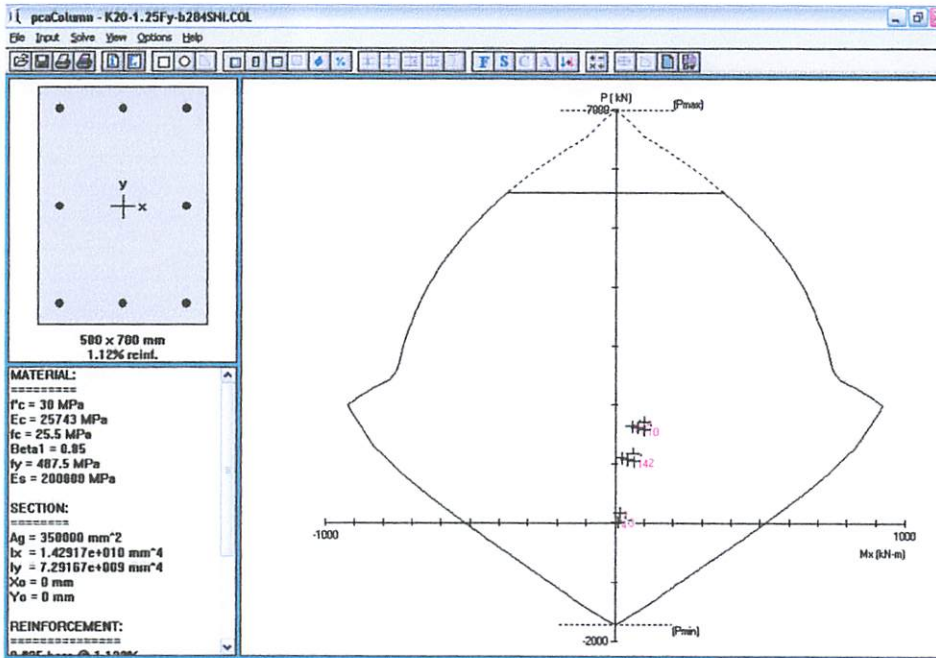 pcaColumn - K20-1.25Fy-b284SNI.COL
File Input Solve View Options Help
F S C A
y
x
500 x 700 mm
1.12% reinf.
MATERIAL:
=========
f'c = 30 MPa
Ec = 25743 MPa
fc = 25.5 MPa
Beta1 = 0.85
fy = 487.5 MPa
Es = 200000 MPa
SECTION:
========
Ag = 350000 mm^2
Ix = 1.42917e+010 mm^4
Iy = 7.29167e+009 mm^4
Xo = 0 mm
Yo = 0 mm
REINFORCEMENT:
===============
P (kN)
7000
(Pmax)
-1000
1000
Mx (kN-m)
(Pmin)
-2000